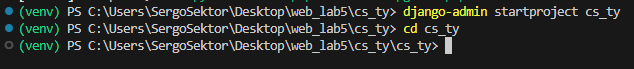 (venv) PS C:\Users\SergoSektor\Desktop\web_lab5\cs_ty> django-admin startproject cs_ty
(venv) PS C:\Users\SergoSektor\Desktop\web_lab5\cs_ty> cd cs_ty
(venv) PS C:\Users\SergoSektor\Desktop\web_lab5\cs_ty\cs_ty>